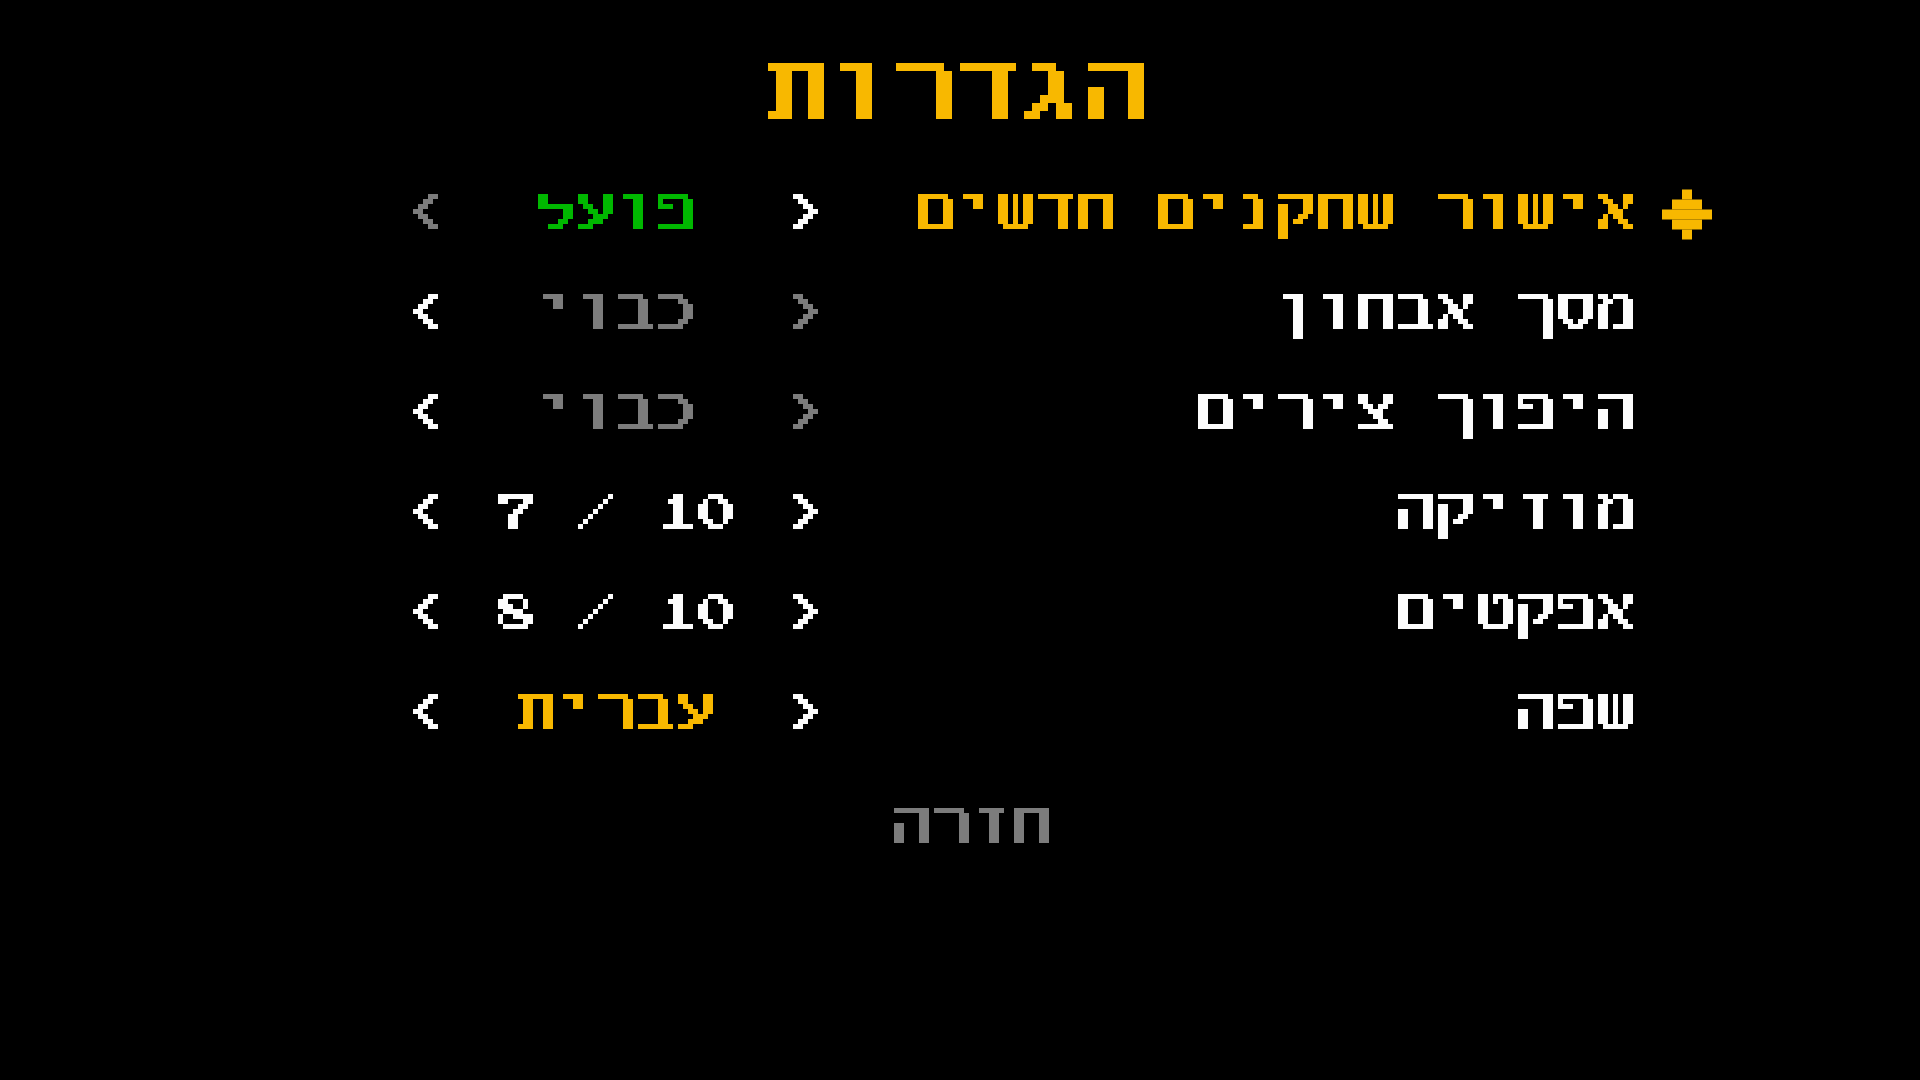 הגדרות
אישור שחקנים חדשים > פועל <
מסך אבחון > כבוי <
היפוך צירים > כבוי <
מוזיקה > 7 / 10 <
אפקטים > 8 / 10 <
שפה > עברית <
חזרה